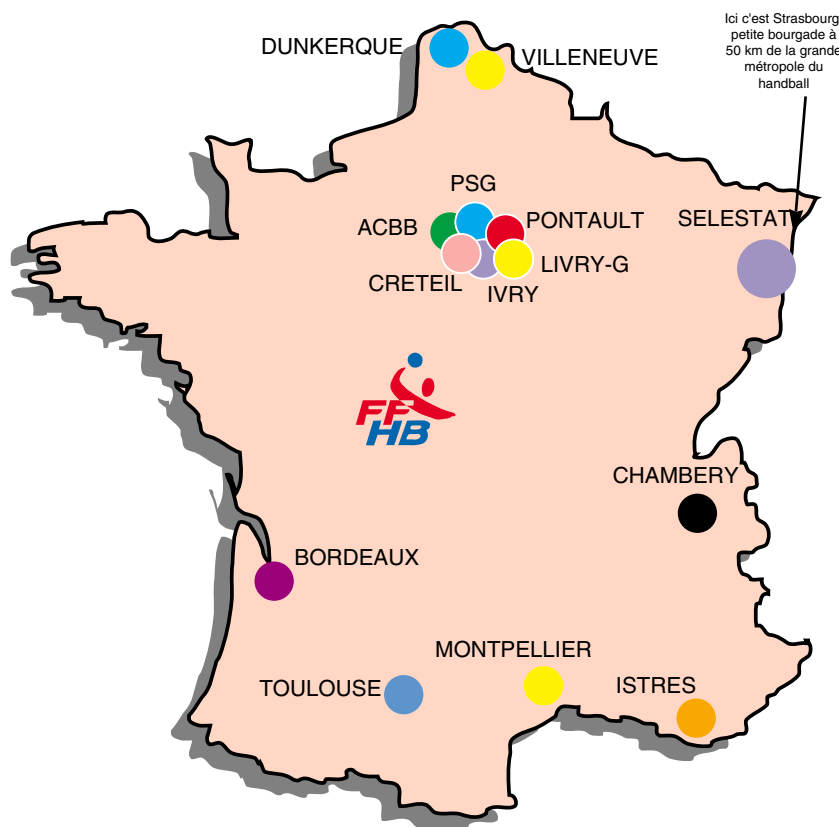 Ici c'est Strasbourg
petite bourgade à
50 km de la grande
métropole du
handball
DUNKERQUE
VILLENEUVE
PSG
ACBB
PONTAULT
SELESTAT
LIVRY-G
CRETEIL
IVRY
FF
HB
CHAMBERY
BORDEAUX
MONTPELLIER
TOULOUSE
ISTRES